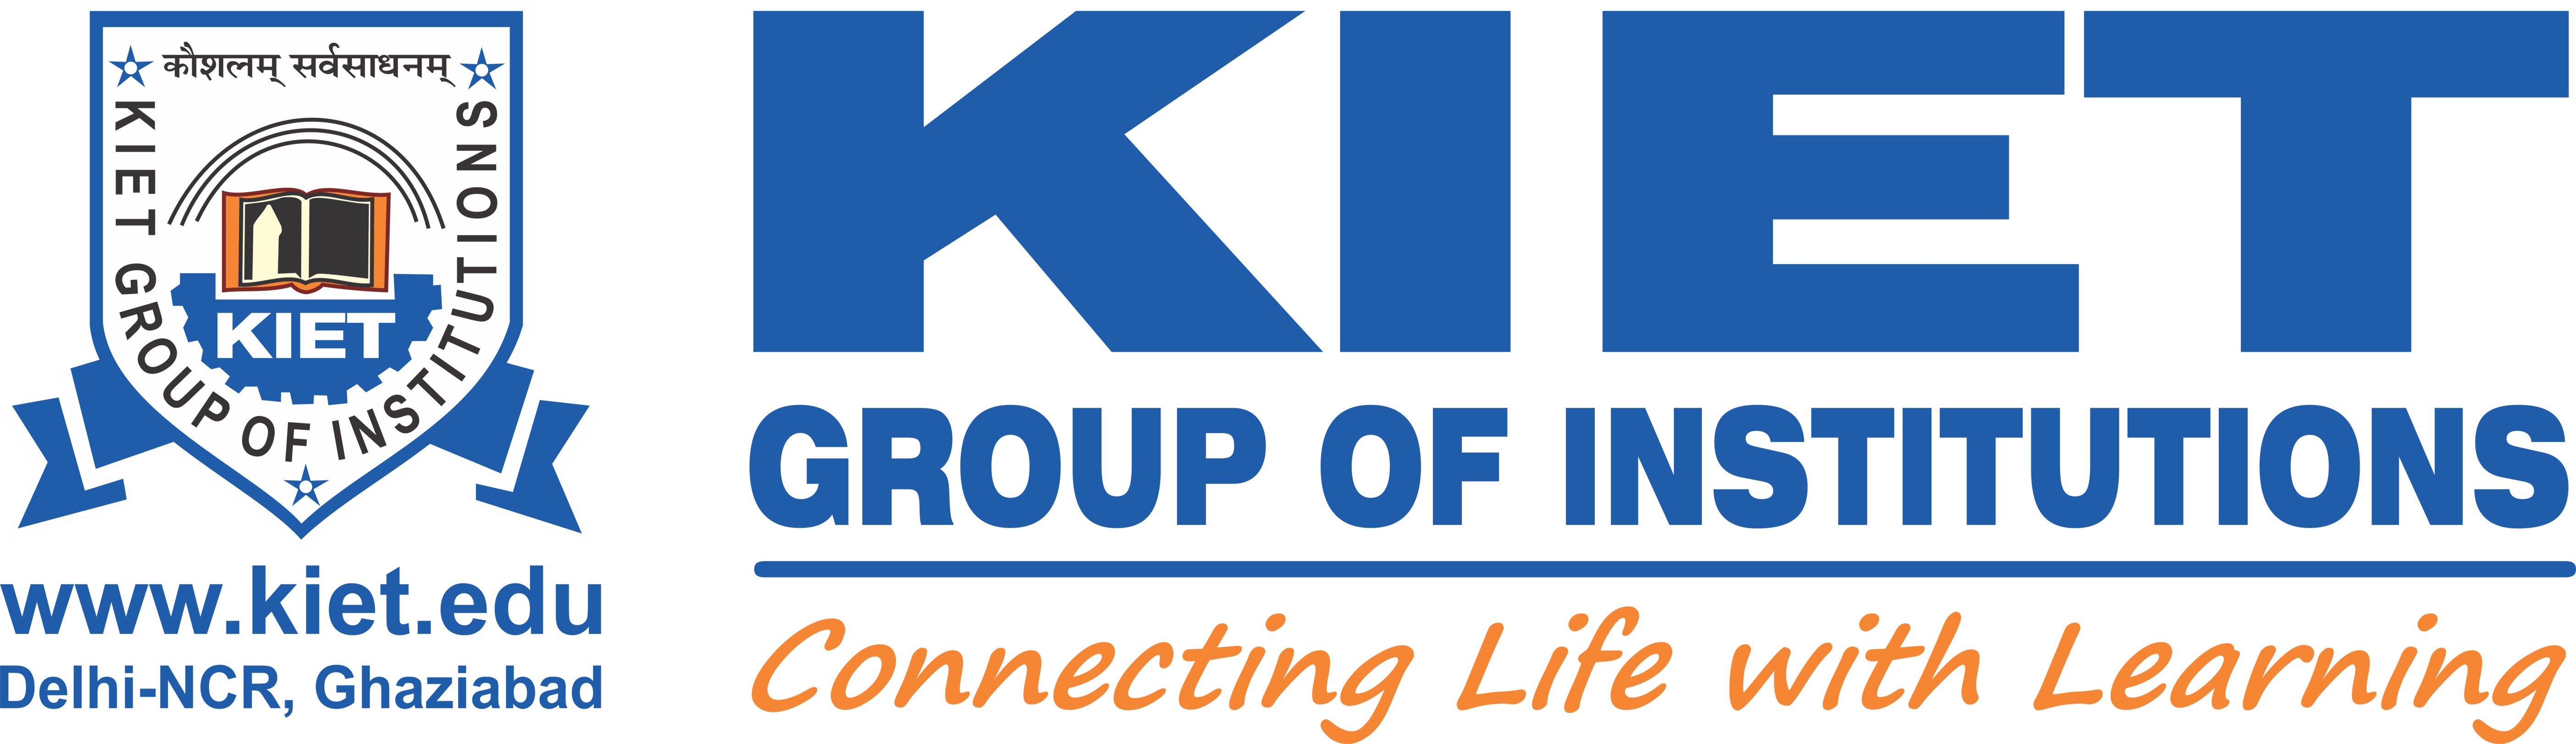 कौशलम् सर्वसाधनम्
KIET GROUP OF INSTITUTIONS
KIET
www.kiet.edu
Delhi-NCR, Ghaziabad
KIET
GROUP OF INSTITUTIONS
Connecting Life with Learning